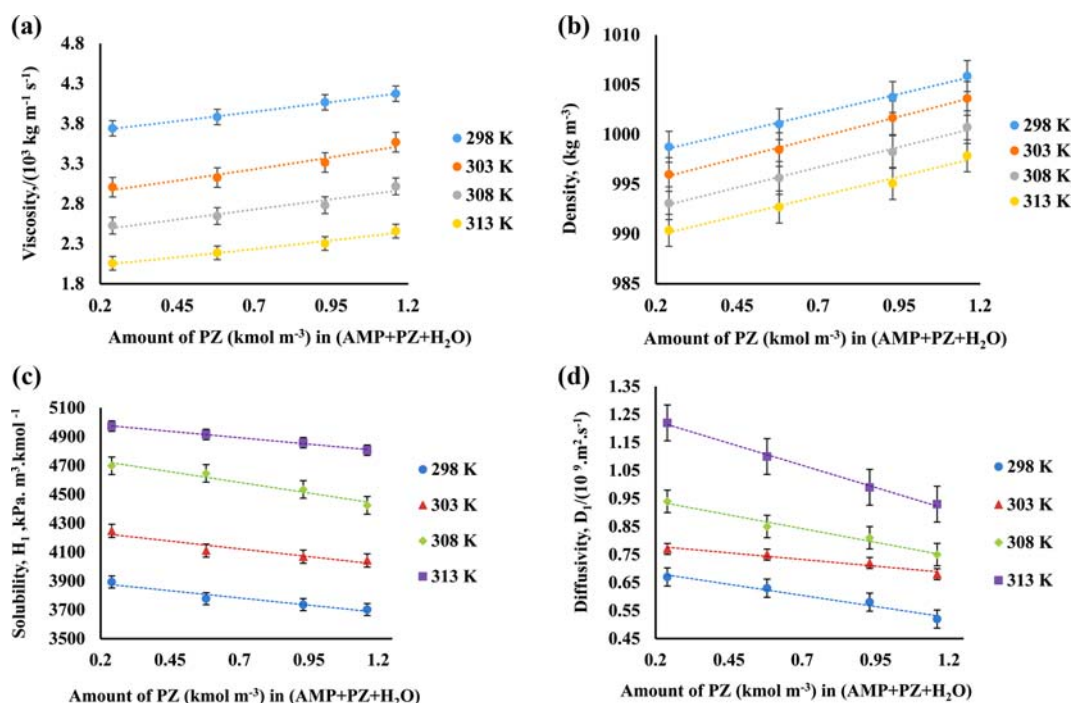 (a)
4.8
4.3
3.8
3.3
2.8
2.3
1.8
Viscosity,/(10³ kg m⁻¹ s⁻¹)
0.2 0.45 0.7 0.95 1.2
Amount of PZ (kmol m⁻³) in (AMP+PZ+H₂O)
298 K
303 K
308 K
313 K
(b)
1010
1005
1000
995
990
985
Density, (kg m⁻³)
0.2 0.45 0.7 0.95 1.2
Amount of PZ (kmol m⁻³) in (AMP+PZ+H₂O)
298 K
303 K
308 K
313 K
(c)
5100
4900
4700
4500
4300
4100
3900
3700
3500
Solubility, H₁ ,kPa. m³.kmol ⁻¹
0.2 0.45 0.7 0.95 1.2
Amount of PZ (kmol m⁻³) in (AMP+PZ+H₂O)
298 K
303 K
308 K
313 K
(d)
1.35
1.25
1.15
1.05
0.95
0.85
0.75
0.65
0.55
0.45
Diffusivity, D₁/(10 ⁹.m².s⁻¹)
0.2 0.45 0.7 0.95 1.2
Amount of PZ (kmol m⁻³) in (AMP+PZ+H₂O)
298 K
303 K
308 K
313 K